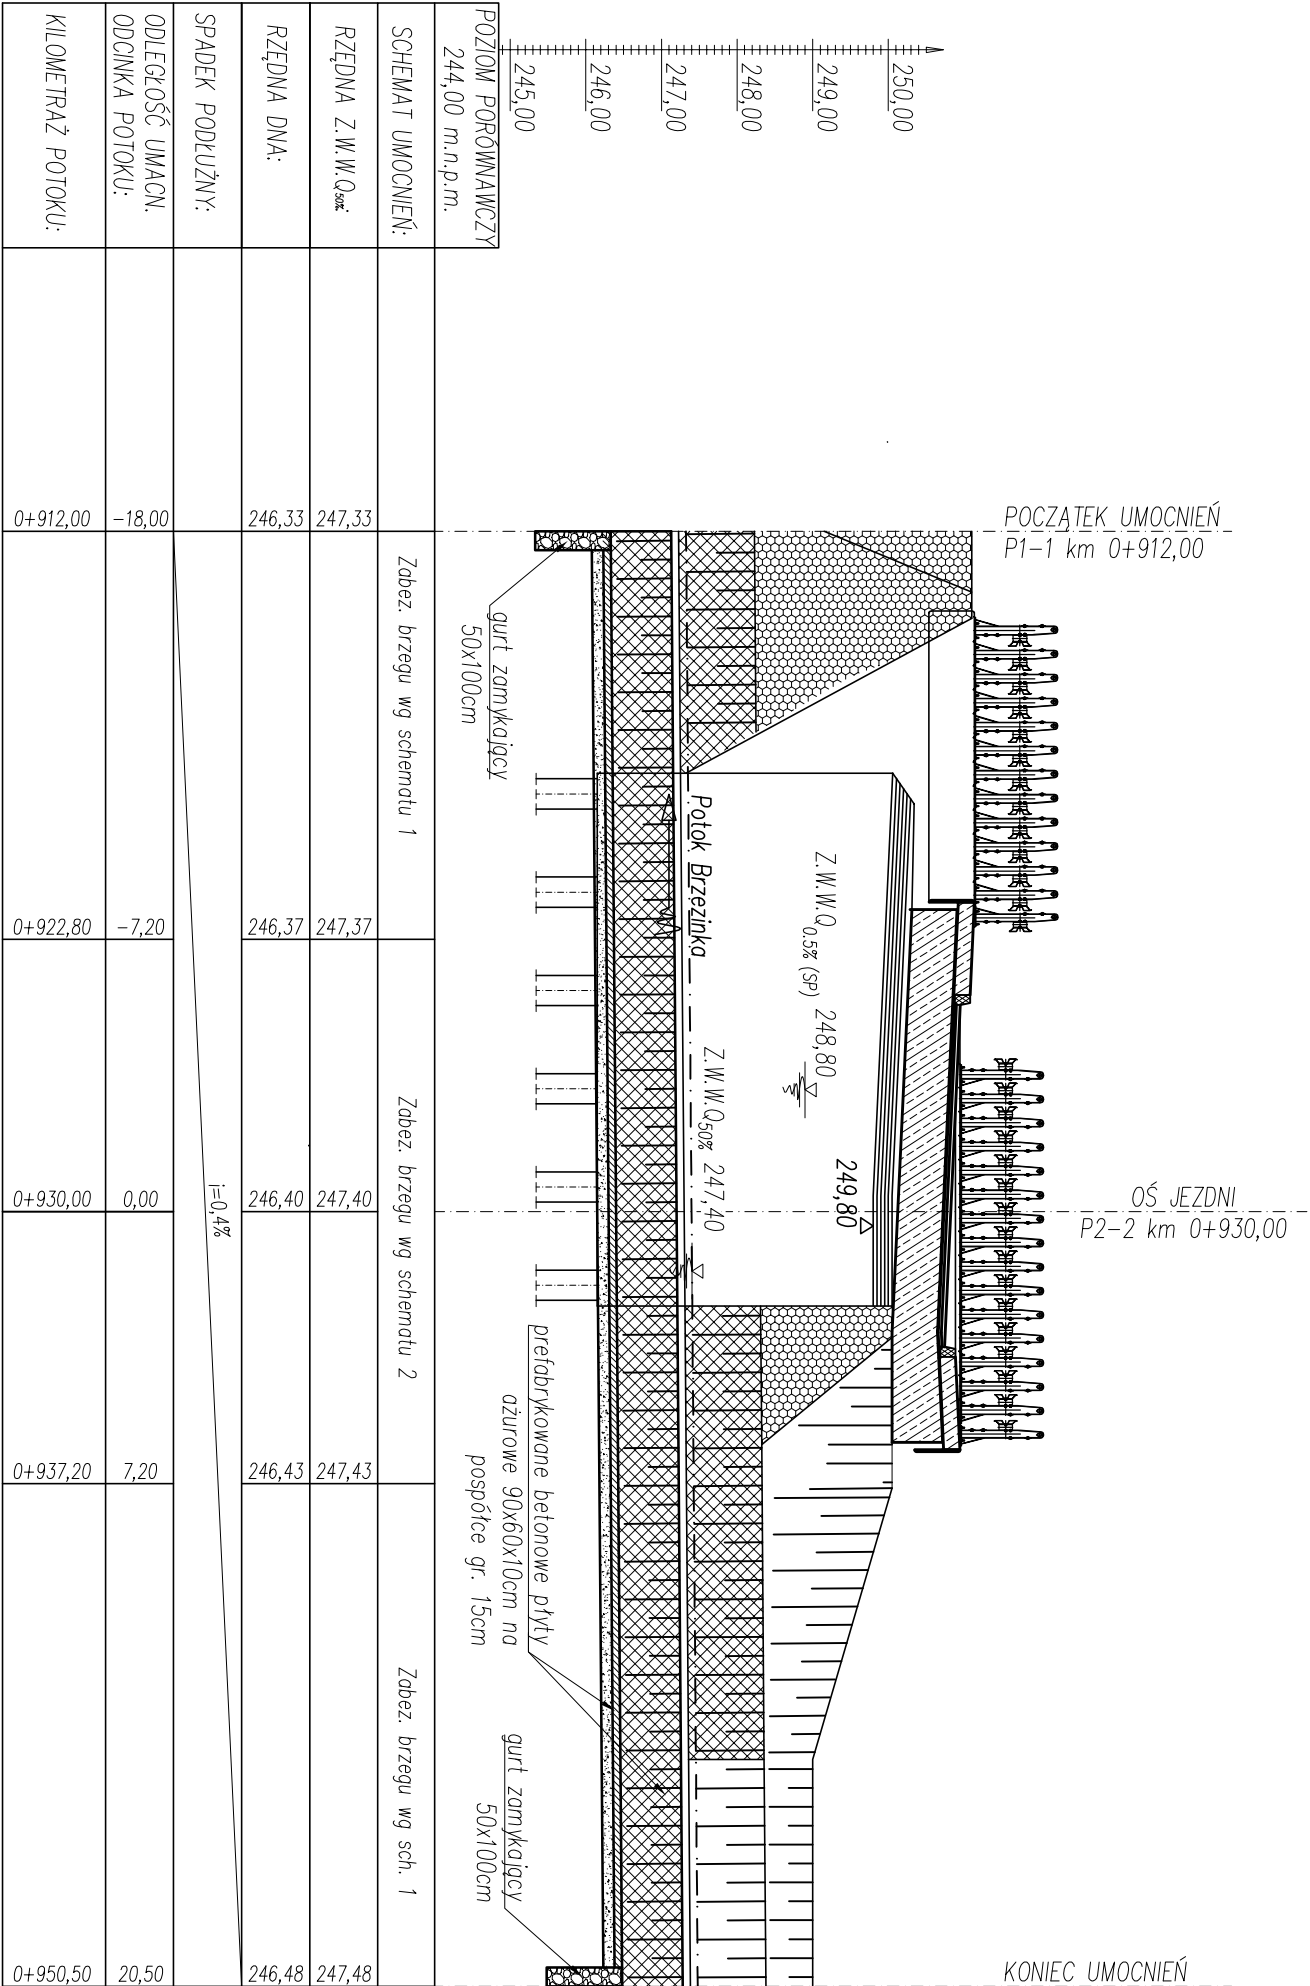 250,00
249,00
248,00
247,00
246,00
245,00
POZIOM PORÓWNAWCZY
244,00 m.n.p.m.
SCHEMAT UMOCNIEŃ:
RZĘDNA Z.W.W.Q50%:
RZĘDNA DNA:
SPADEK PODŁUŻNY:
ODLEGŁOŚĆ UMACN.
ODCINKA POTOKU:
KILOMETRAŻ POTOKU:
POCZĄTEK UMOCNIEŃ
P1-1 km 0+912,00
OŚ JEZDNI
P2-2 km 0+930,00
KONIEC UMOCNIEŃ
gurt zamykający
50x100cm
Potok Brzezinka
Z.W.W.Q0.5% (SP) 248,80
Z.W.W.Q50% 247,40
249,80
prefabrykowane betonowe płyty
ażurowe 90x60x10cm na
pospółce gr. 15cm
gurt zamykający
50x100cm
Zabez. brzegu wg schematu 1
Zabez. brzegu wg schematu 2
Zabez. brzegu wg sch. 1
247,33
247,37
247,40
247,43
247,48
246,33
246,37
246,40
246,43
246,48
i=0,4%
-18,00
-7,20
0,00
7,20
20,50
0+912,00
0+922,80
0+930,00
0+937,20
0+950,50